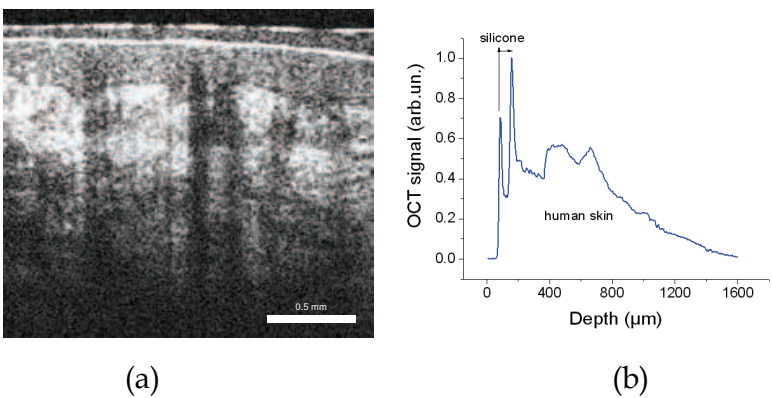 0.5 mm
(a)
silicone
1.0
0.8
0.6
0.4
0.2
0.0
OCT signal (arb.un.)
human skin
0
400
800
1200
1600
Depth (μm)
(b)